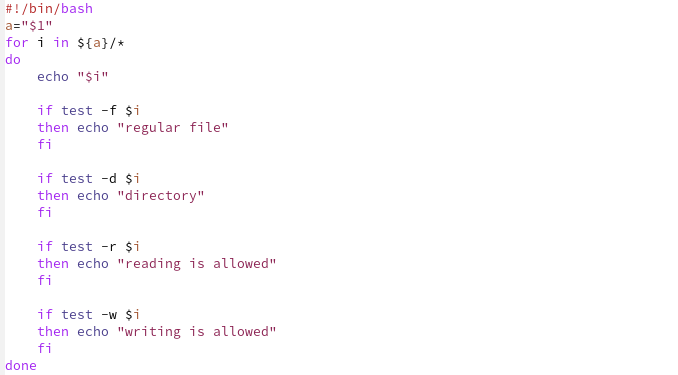 #!/bin/bash
a="$1"
for i in ${a}/*
do
    echo "$i"

    if test -f $i
    then echo "regular file"
    fi

    if test -d $i
    then echo "directory"
    fi

    if test -r $i
    then echo "reading is allowed"
    fi

    if test -w $i
    then echo "writing is allowed"
    fi
done